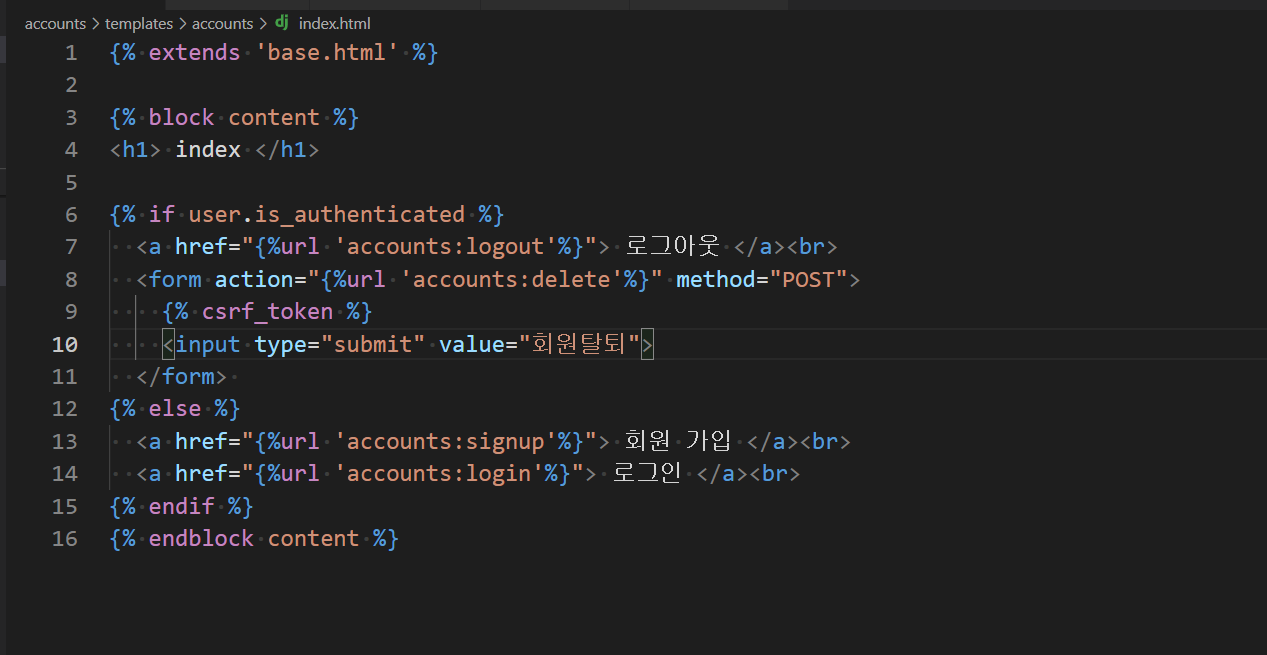 accounts > templates > accounts > dj index.html
1 {% extends 'base.html' %}
2
3 {% block content %}
4 <h1> index </h1>
5
6 {% if user.is_authenticated %}
7 <a href="{%url 'accounts:logout'%}"> 로그아웃 </a><br>
8 <form action="{%url 'accounts:delete'%}" method="POST">
9 {% csrf_token %}
10 <input type="submit" value="회원탈퇴">
11 </form>
12 {% else %}
13 <a href="{%url 'accounts:signup'%}"> 회원 가입 </a><br>
14 <a href="{%url 'accounts:login'%}"> 로그인 </a><br>
15 {% endif %}
16 {% endblock content %}